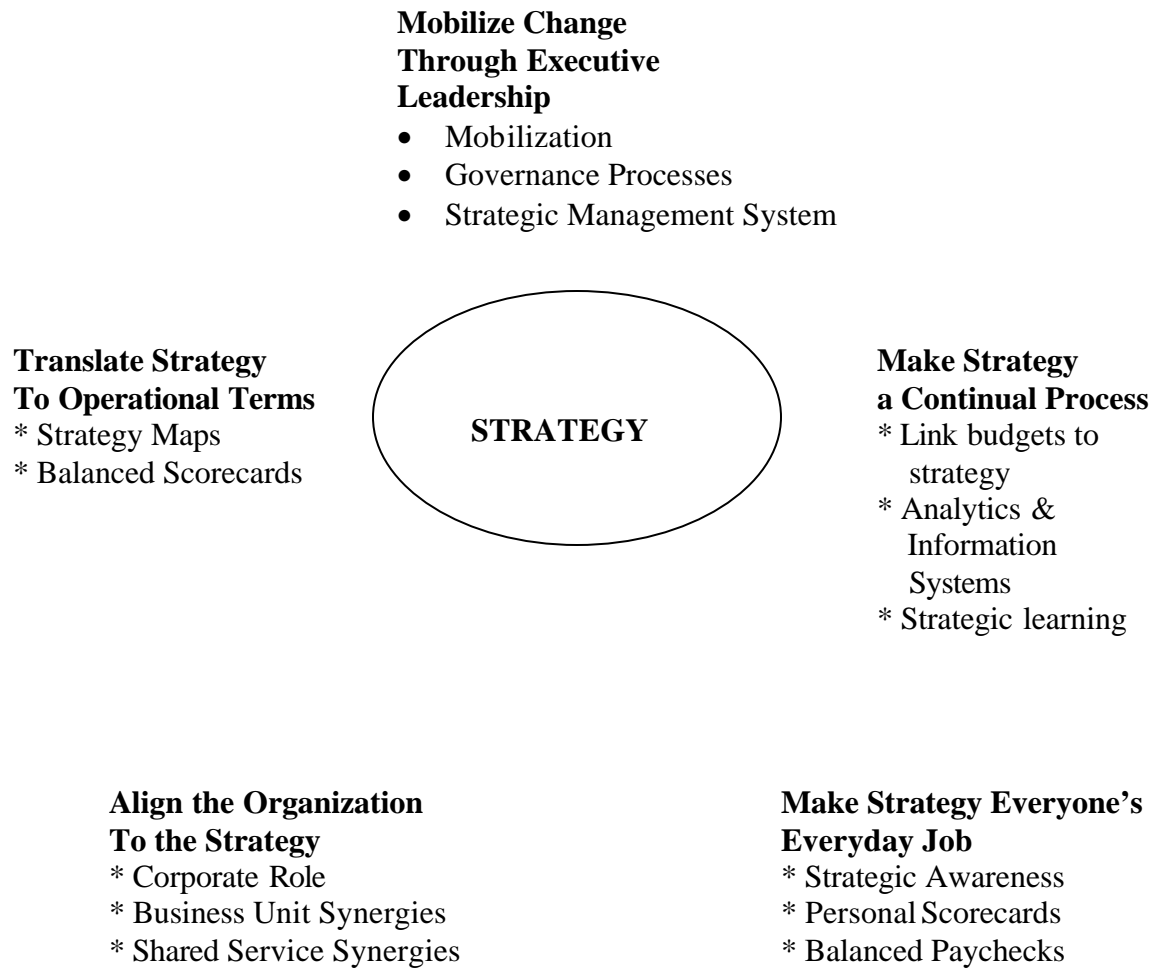 Mobilize Change
Through Executive
Leadership
• Mobilization
• Governance Processes
• Strategic Management System
Translate Strategy
To Operational Terms
* Strategy Maps
* Balanced Scorecards
STRATEGY
Make Strategy
a Continual Process
* Link budgets to
strategy
* Analytics &
Information
Systems
* Strategic learning
Align the Organization
To the Strategy
* Corporate Role
* Business Unit Synergies
* Shared Service Synergies
Make Strategy Everyone’s
Everyday Job
* Strategic Awareness
* Personal Scorecards
* Balanced Paychecks